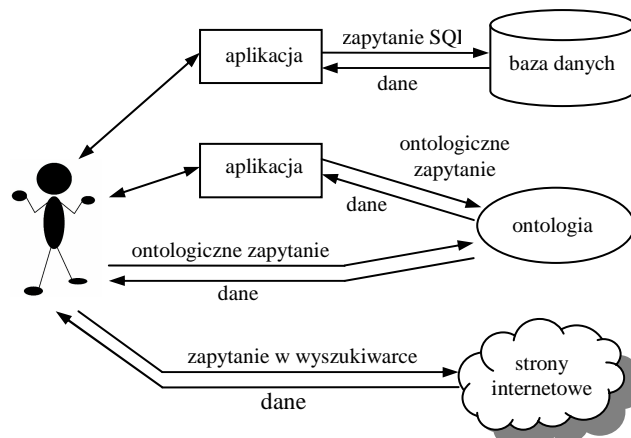 zapytanie SQL
aplikacja
baza danych
dane
ontologiczne
zapytanie
aplikacja
dane
ontologia
ontologiczne zapytanie
dane
zapytanie w wyszukiwarce
strony
internetowe
dane